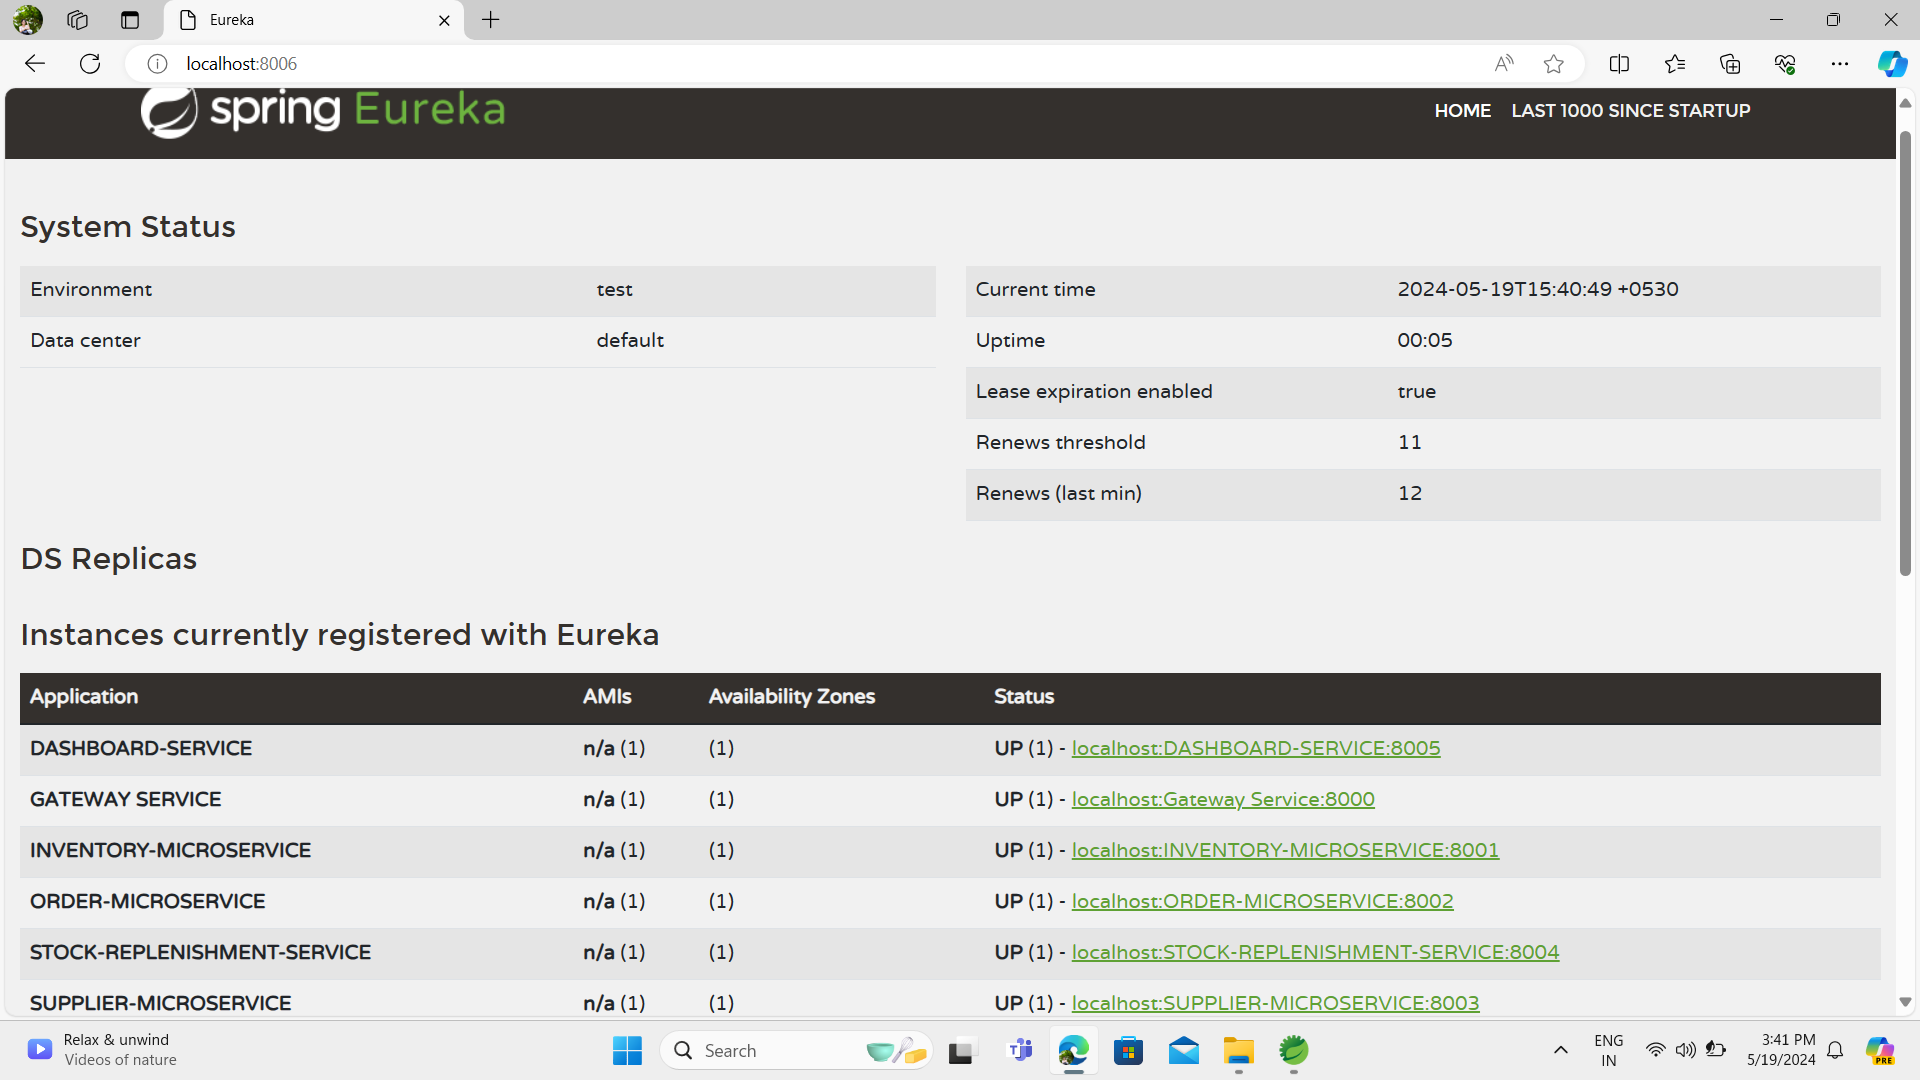 Eureka
localhost:8006
spring Eureka
HOME LAST 1000 SINCE STARTUP
System Status
Environment test
Data center default
Current time 2024-05-19T15:40:49 +0530
Uptime 00:05
Lease expiration enabled true
Renews threshold 11
Renews (last min) 12
DS Replicas
Instances currently registered with Eureka
Application AMIs Availability Zones Status
DASHBOARD-SERVICE n/a (1) (1) UP (1) - localhost:DASHBOARD-SERVICE:8005
GATEWAY SERVICE n/a (1) (1) UP (1) - localhost:Gateway Service:8000
INVENTORY-MICROSERVICE n/a (1) (1) UP (1) - localhost:INVENTORY-MICROSERVICE:8001
ORDER-MICROSERVICE n/a (1) (1) UP (1) - localhost:ORDER-MICROSERVICE:8002
STOCK-REPLENISHMENT-SERVICE n/a (1) (1) UP (1) - localhost:STOCK-REPLENISHMENT-SERVICE:8004
SUPPLIER-MICROSERVICE n/a (1) (1) UP (1) - localhost:SUPPLIER-MICROSERVICE:8003
Relax & unwind
Videos of nature
Search
ENG
IN
3:41 PM
5/19/2024
PRE